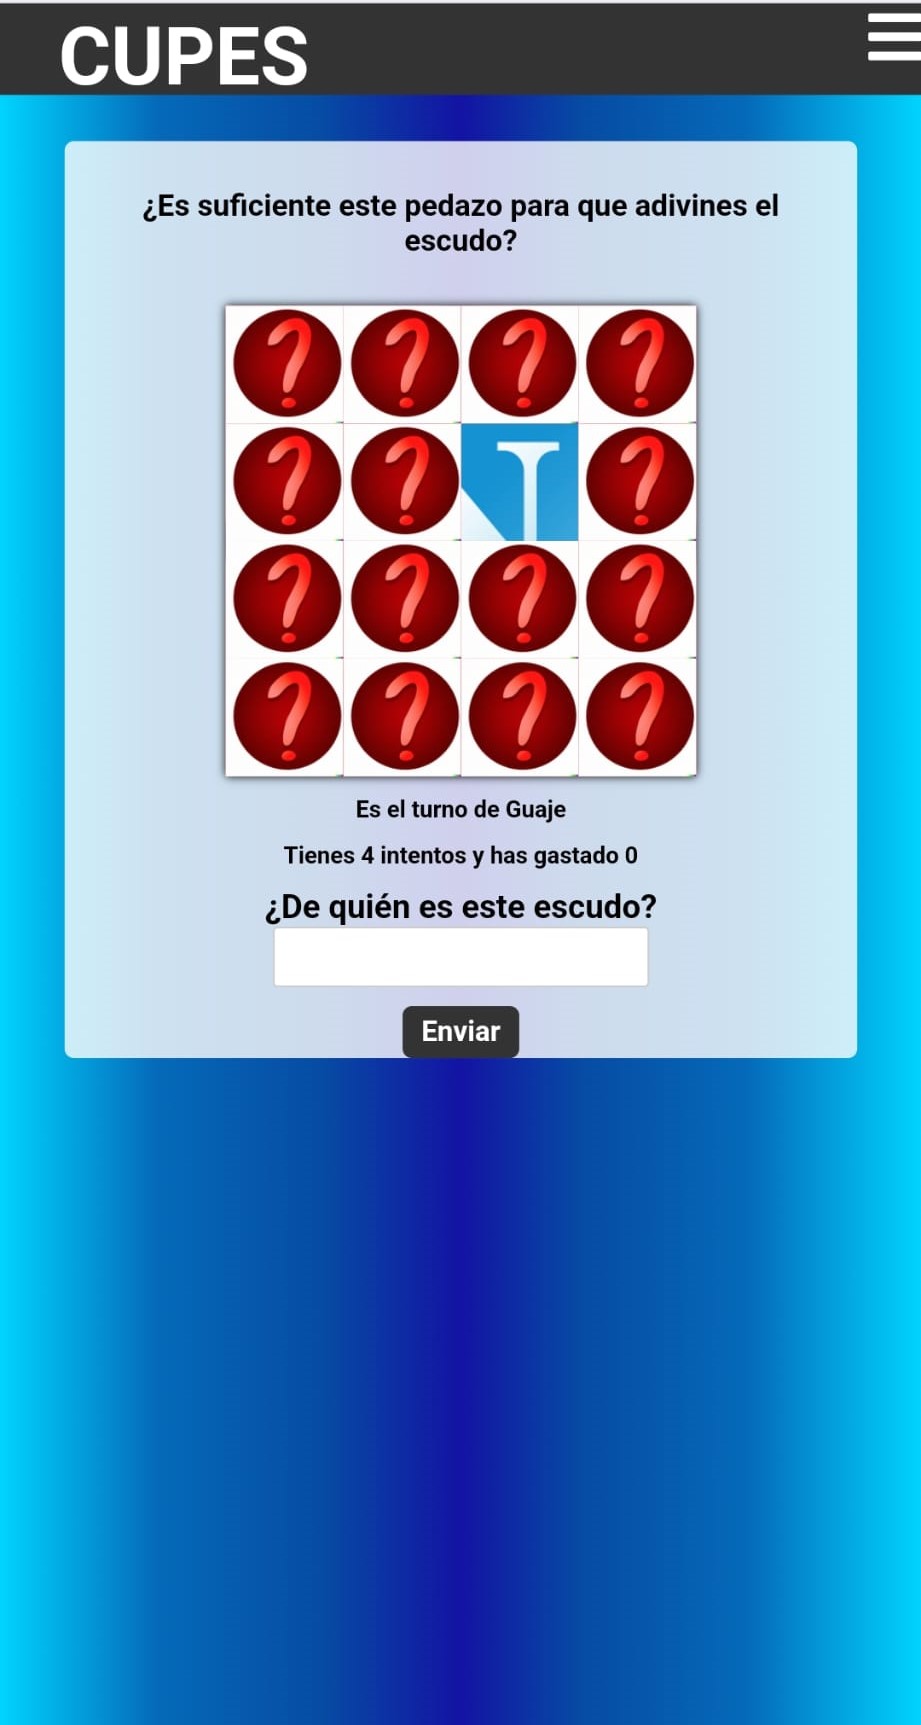 CUPES
¿Es suficiente este pedazo para que adivines el
escudo?
Es el turno de Guaje
Tienes 4 intentos y has gastado 0
¿De quién es este escudo?
Enviar